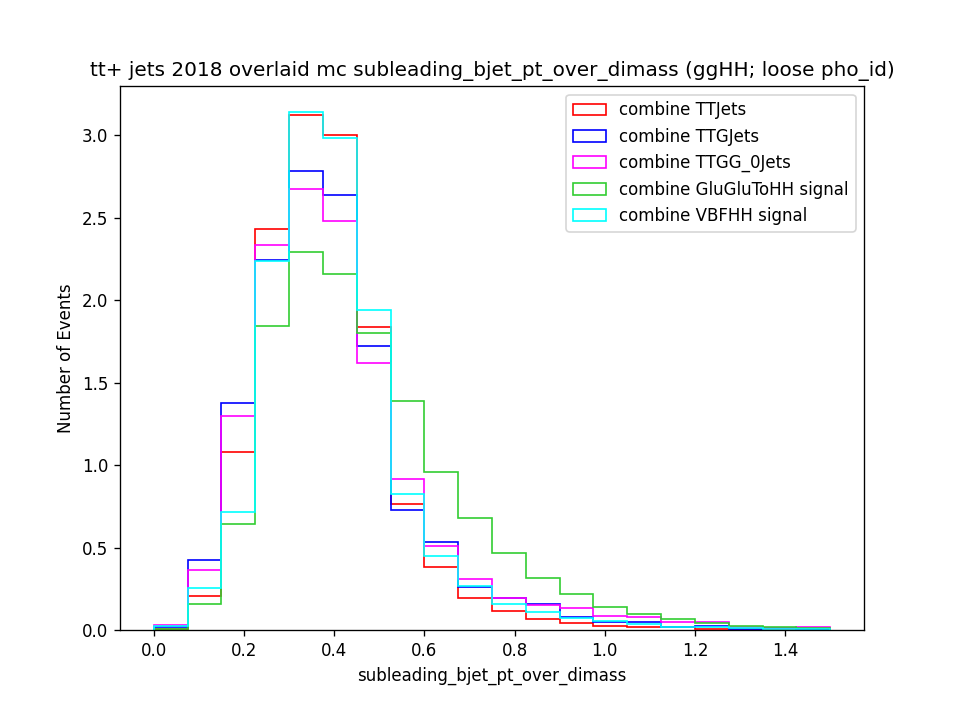 tt+ jets 2018 overlaid mc subleading_bjet_pt_over_dimass (ggHH; loose pho_id)
combine TTJets
combine TTGJets
combine TTGG_0Jets
combine GluGluToHH signal
combine VBFHH signal
Number of Events
3.0
2.5
2.0
1.5
1.0
0.5
0.0
0.0 0.2 0.4 0.6 0.8 1.0 1.2 1.4
subleading_bjet_pt_over_dimass